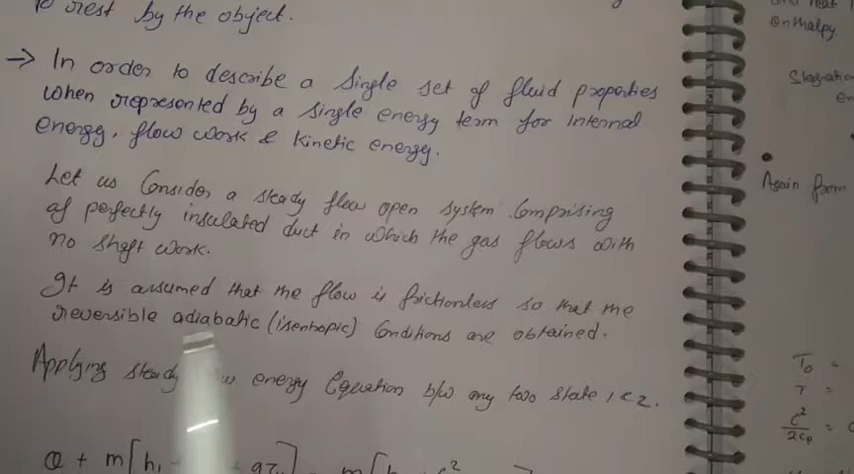 To rest by the object.
→ In order to describe a single set of fluid properties
when represented by a single energy term for internal
energy, flow work & kinetic energy.
Let us Consider a steady flow open system Comprising
of perfectly insulated duct in which the gas flows with
no shaft work.
It is assumed that the flow is frictionless so that the
reversible adiabatic (isentropic) Conditions are obtained.
Applying steady energy Equation b/w any two state 1 & 2.
Q + m[h₁
enthalpy
Again from
T₀ =
T =
C²/2Cp =